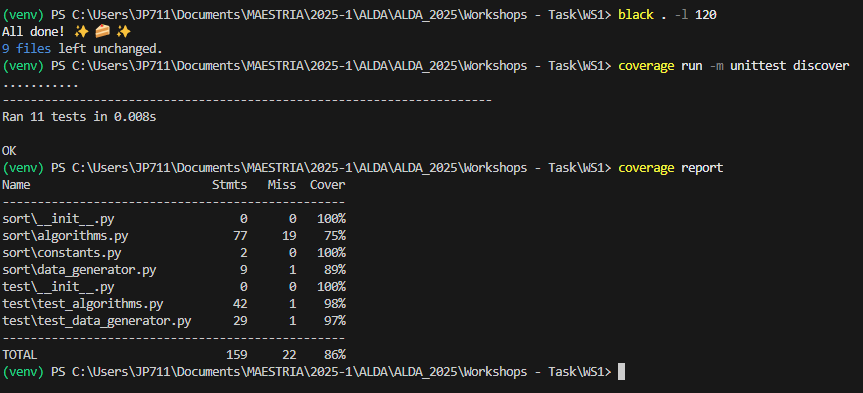 (venv) PS C:\Users\JP711\Documents\MAESTRIA\2025-1\ALDA\ALDA_2025\Workshops - Task\WS1> black . -l 120
All done! ✨ 🍰 ✨
9 files left unchanged.
(venv) PS C:\Users\JP711\Documents\MAESTRIA\2025-1\ALDA\ALDA_2025\Workshops - Task\WS1> coverage run -m unittest discover
...........
----------------------------------------------------------------------
Ran 11 tests in 0.008s

OK
(venv) PS C:\Users\JP711\Documents\MAESTRIA\2025-1\ALDA\ALDA_2025\Workshops - Task\WS1> coverage report
Name                          Stmts   Miss  Cover
-------------------------------------------------
sort\__init__.py                  0      0   100%
sort\algorithms.py               77     19    75%
sort\constants.py                 2      0   100%
sort\data_generator.py            9      1    89%
test\__init__.py                  0      0   100%
test\test_algorithms.py          42      1    98%
test\test_data_generator.py      29      1    97%
-------------------------------------------------
TOTAL                           159     22    86%
(venv) PS C:\Users\JP711\Documents\MAESTRIA\2025-1\ALDA\ALDA_2025\Workshops - Task\WS1>